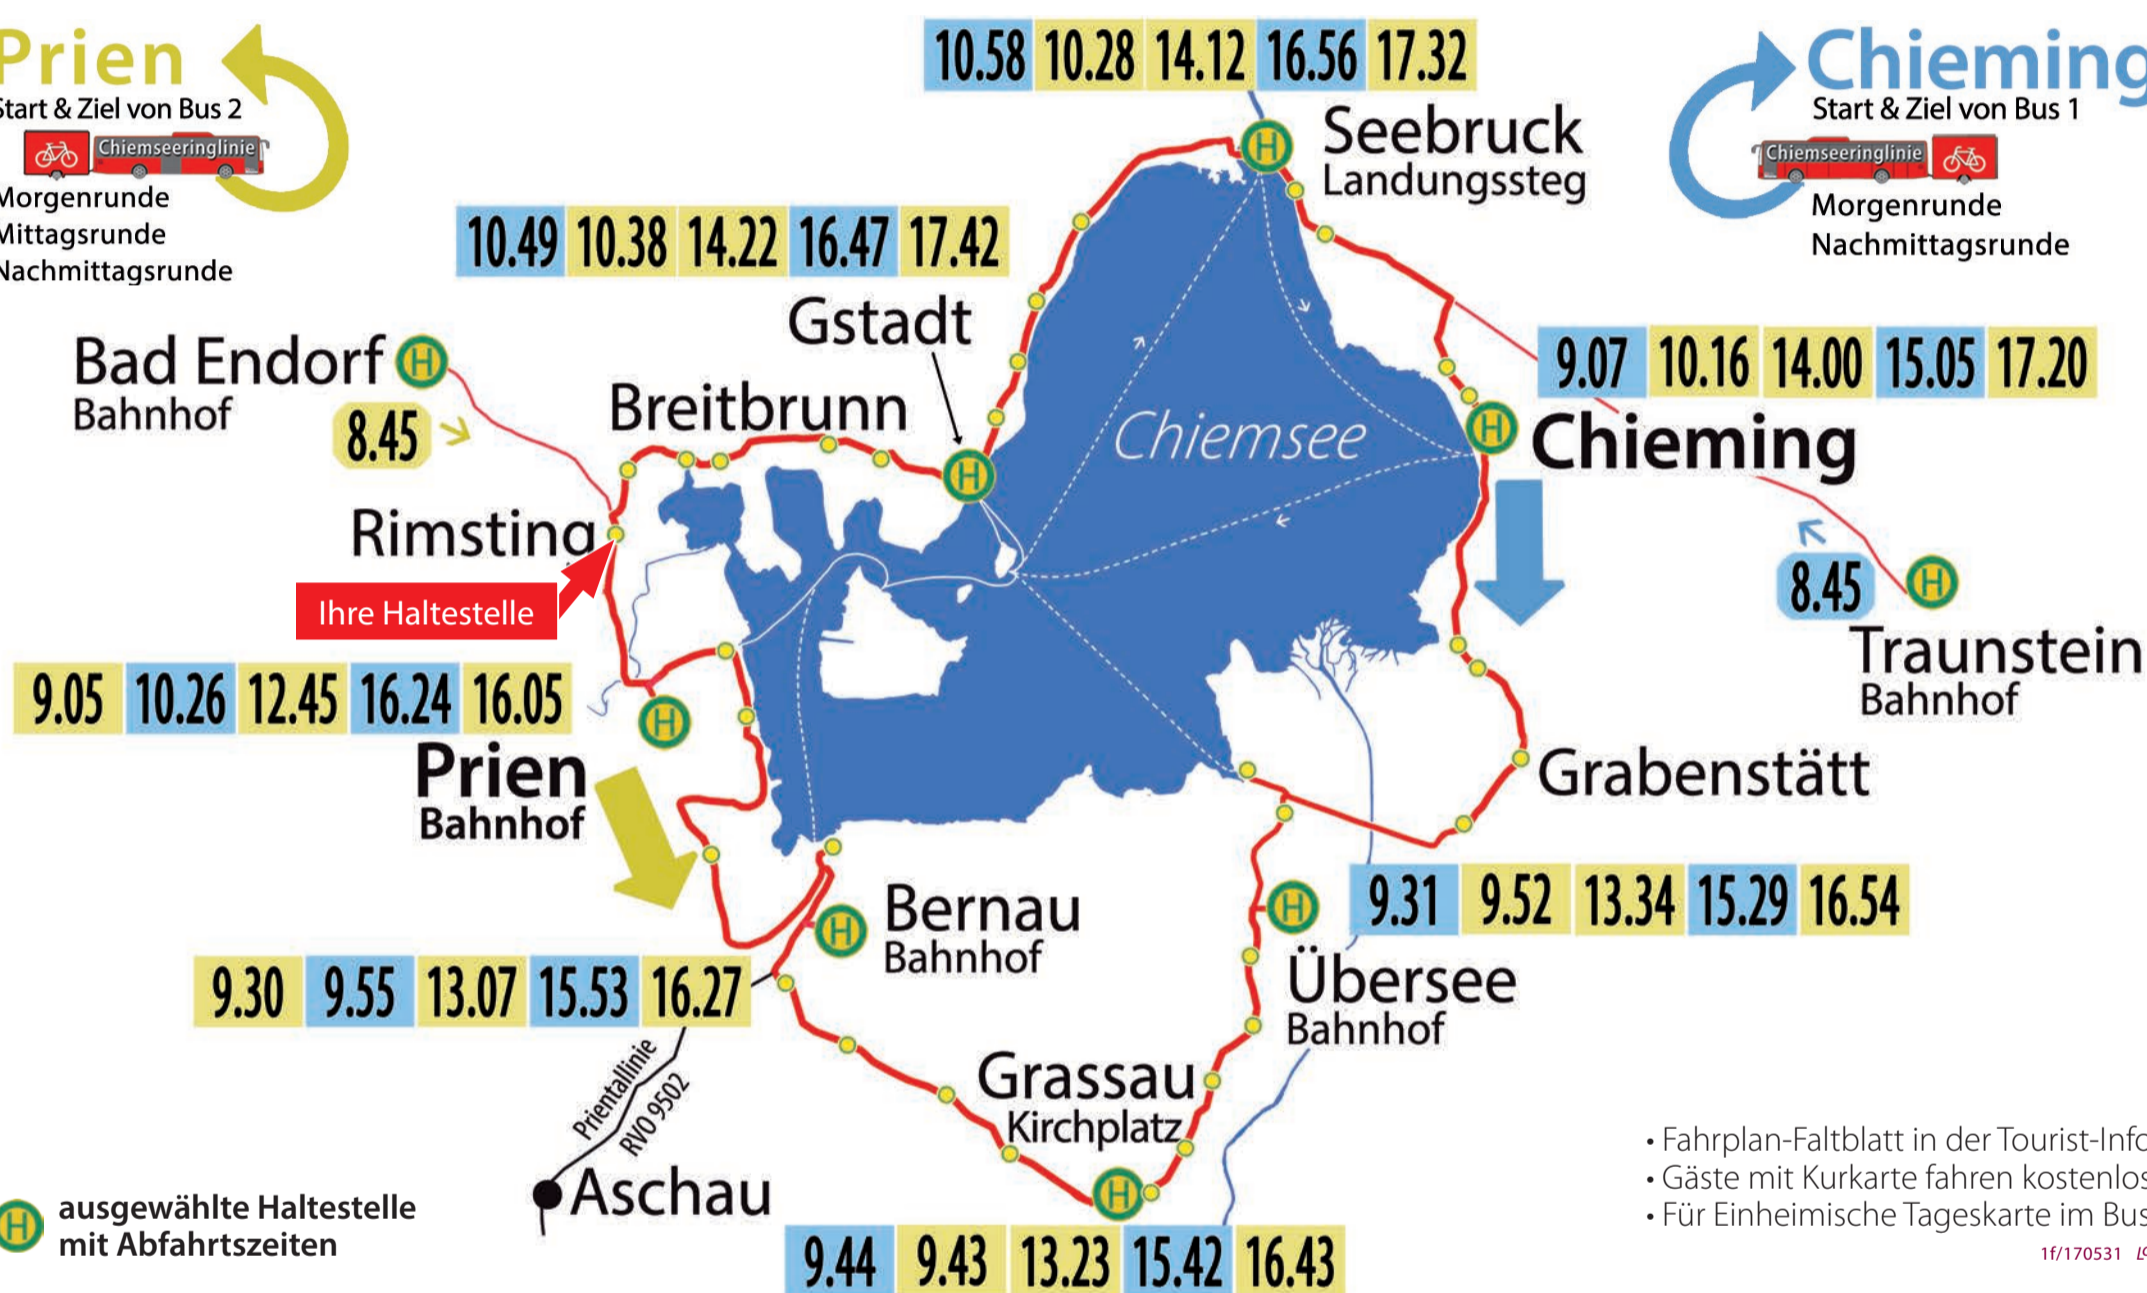 Prien
Start & Ziel von Bus 2
Chiemseeringlinie
Morgenrunde
Mittagsrunde
Nachmittagsrunde
10.58 10.28 14.12 16.56 17.32
Seebruck
Landungssteg
Chieming
Start & Ziel von Bus 1
Chiemseeringlinie
Morgenrunde
Nachmittagsrunde
10.49 10.38 14.22 16.47 17.42
Gstadt
Bad Endorf H
Bahnhof
8.45
Breitbrunn
H
H
Chiemsee
9.07 10.16 14.00 15.05 17.20
H Chieming
Rimsting
Ihre Haltestelle
8.45 H
Traunstein
Bahnhof
9.05 10.26 12.45 16.24 16.05
H
Prien
Bahnhof
Grabenstätt
H Bernau
Bahnhof
9.31 9.52 13.34 15.29 16.54
H
Übersee
Bahnhof
9.30 9.55 13.07 15.53 16.27
Prientallinie
RVO 9502
Aschau
Grassau
Kirchplatz
H
9.44 9.43 13.23 15.42 16.43
H ausgewählte Haltestelle
mit Abfahrtszeiten
• Fahrplan-Faltblatt in der Tourist-Info
• Gäste mit Kurkarte fahren kostenlos
• Für Einheimische Tageskarte im Bus
1f/170531